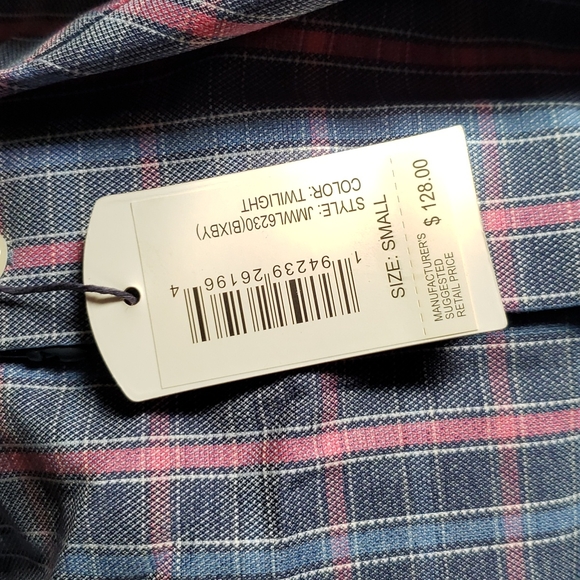 STYLE: JMWL6230(BIXBY)
COLOR: TWILIGHT
1 94239 26196 4
SIZE: SMALL
MANUFACTURER'S
SUGGESTED
RETAIL PRICE
$ 128.00